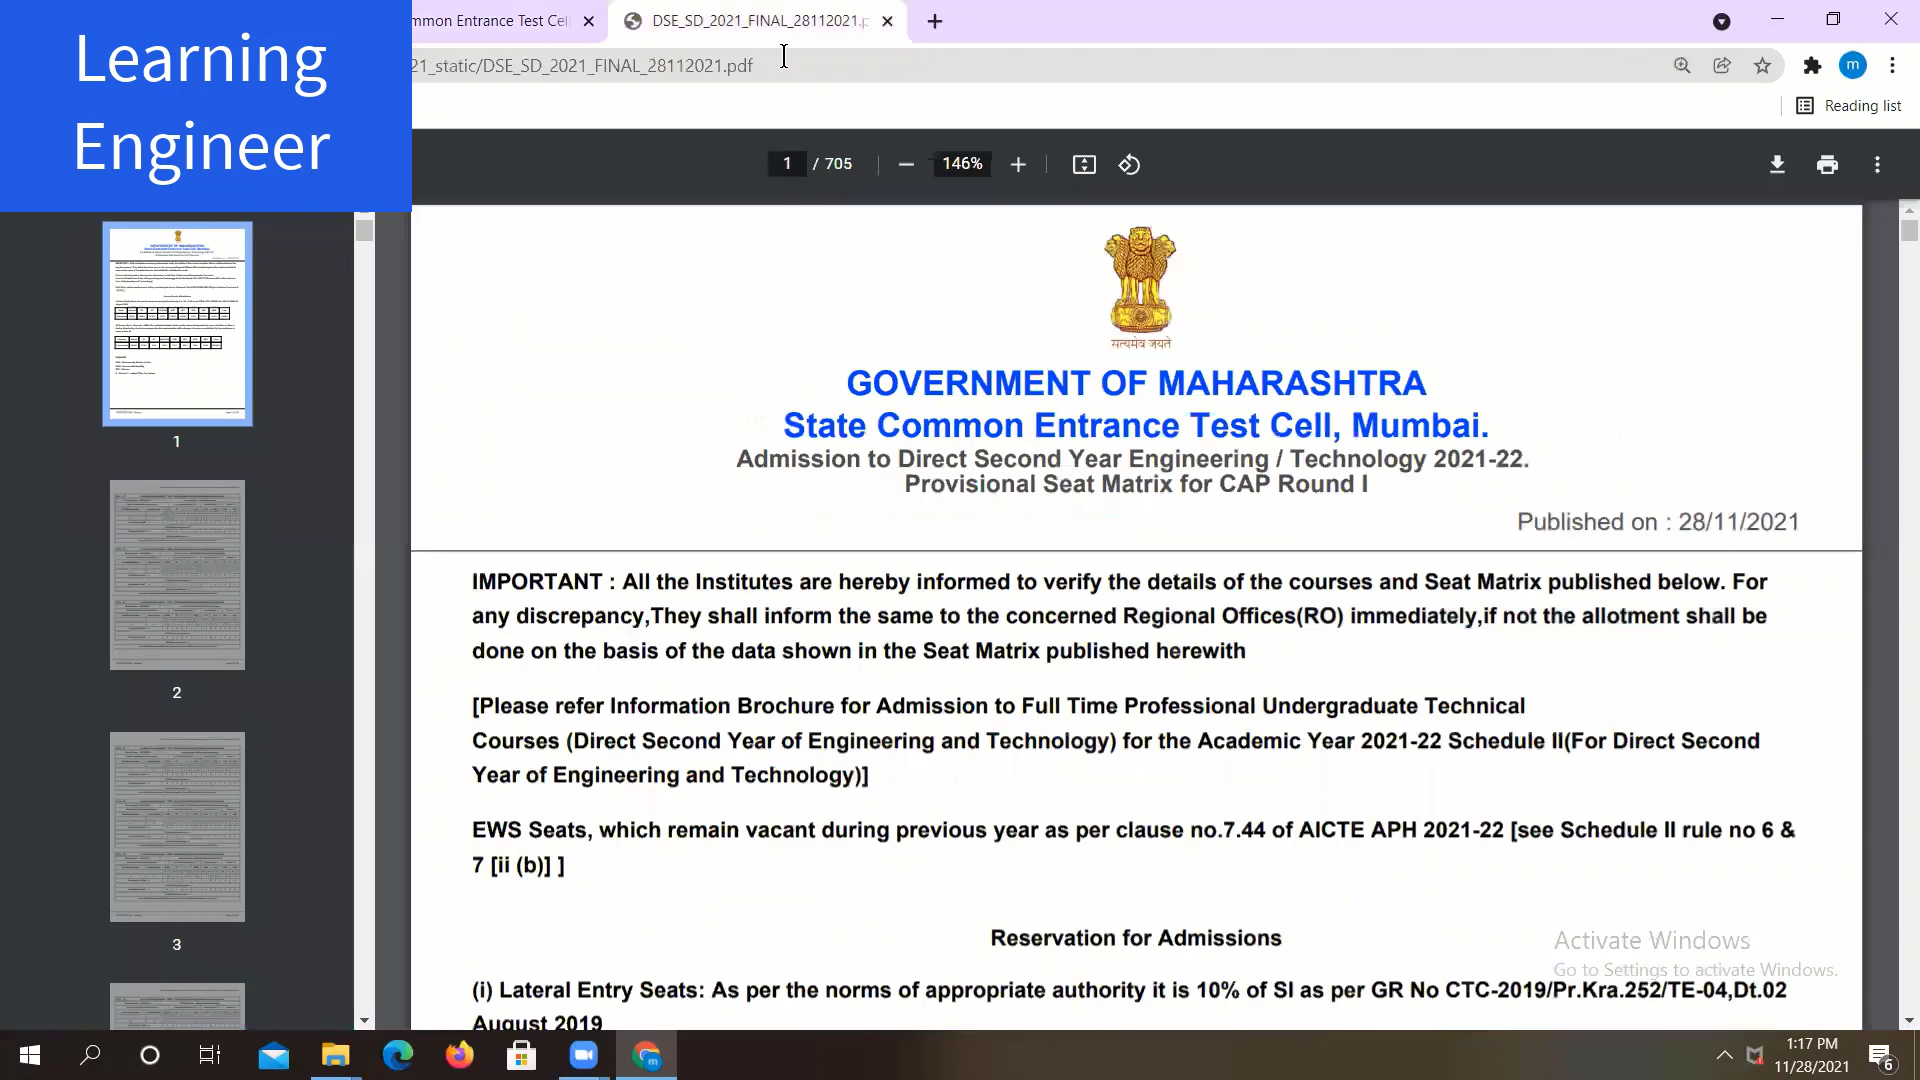 Learning
Engineer
mmon Entrance Test Cel
DSE_SD_2021_FINAL_28112021.p
21_static/DSE_SD_2021_FINAL_28112021.pdf
m
Reading list
1 / 705
146%
सत्यमेव जयते
GOVERNMENT OF MAHARASHTRA
State Common Entrance Test Cell, Mumbai.
Admission to Direct Second Year Engineering / Technology 2021-22.
Provisional Seat Matrix for CAP Round I
Published on : 28/11/2021
IMPORTANT : All the Institutes are hereby informed to verify the details of the courses and Seat Matrix published below. For
any discrepancy,They shall inform the same to the concerned Regional Offices(RO) immediately,if not the allotment shall be
done on the basis of the data shown in the Seat Matrix published herewith
[Please refer Information Brochure for Admission to Full Time Professional Undergraduate Technical
Courses (Direct Second Year of Engineering and Technology) for the Academic Year 2021-22 Schedule II(For Direct Second
Year of Engineering and Technology)]
EWS Seats, which remain vacant during previous year as per clause no.7.44 of AICTE APH 2021-22 [see Schedule II rule no 6 &
7 [ii (b)] ]
Reservation for Admissions
(i) Lateral Entry Seats: As per the norms of appropriate authority it is 10% of SI as per GR No CTC-2019/Pr.Kra.252/TE-04,Dt.02
August 2019
1
2
3
Activate Windows
Go to Settings to activate Windows.
m
1:17 PM
11/28/2021
6